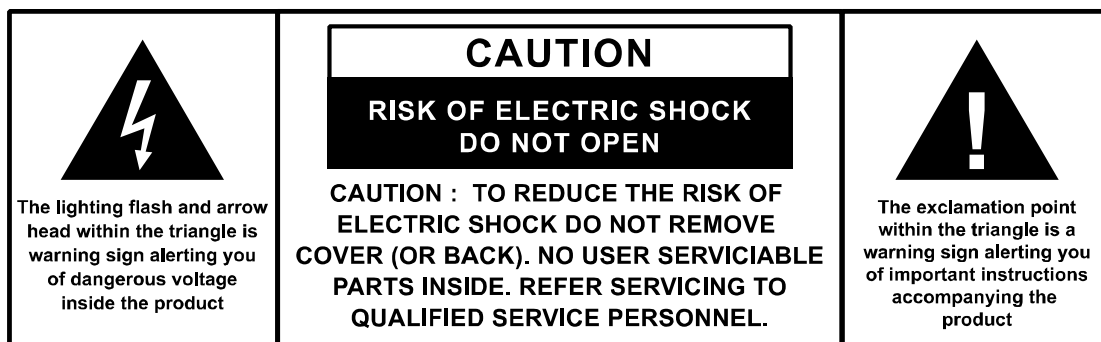 The lighting flash and arrow
head within the triangle is
warning sign alerting you
of dangerous voltage
inside the product
CAUTION
RISK OF ELECTRIC SHOCK
DO NOT OPEN
CAUTION : TO REDUCE THE RISK OF
ELECTRIC SHOCK DO NOT REMOVE
COVER (OR BACK). NO USER SERVICIABLE
PARTS INSIDE. REFER SERVICING TO
QUALIFIED SERVICE PERSONNEL.
!
The exclamation point
within the triangle is a
warning sign alerting you
of important instructions
accompanying the
product